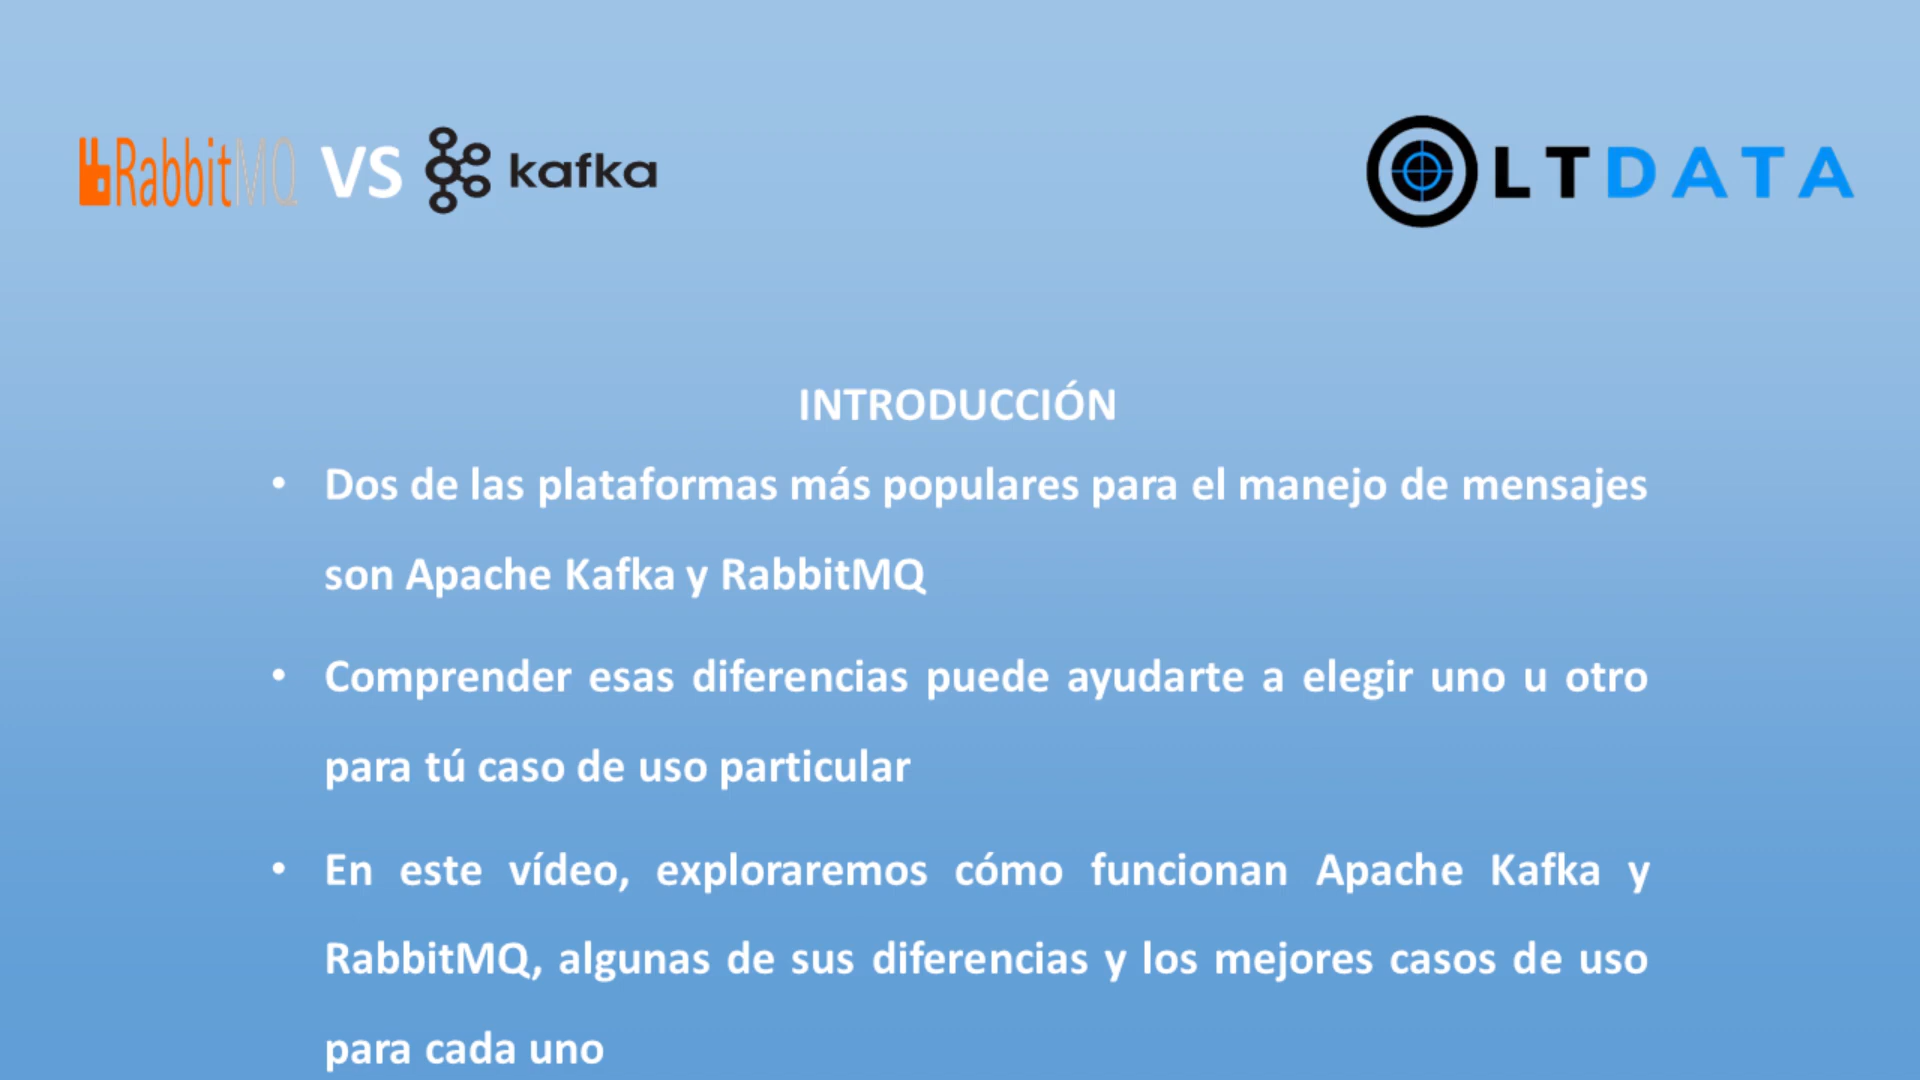 RabbitMQ VS kafka
LTDATA
INTRODUCCIÓN
• Dos de las plataformas más populares para el manejo de mensajes
son Apache Kafka y RabbitMQ
• Comprender esas diferencias puede ayudarte a elegir uno u otro
para tú caso de uso particular
• En este vídeo, exploraremos cómo funcionan Apache Kafka y
RabbitMQ, algunas de sus diferencias y los mejores casos de uso
para cada uno